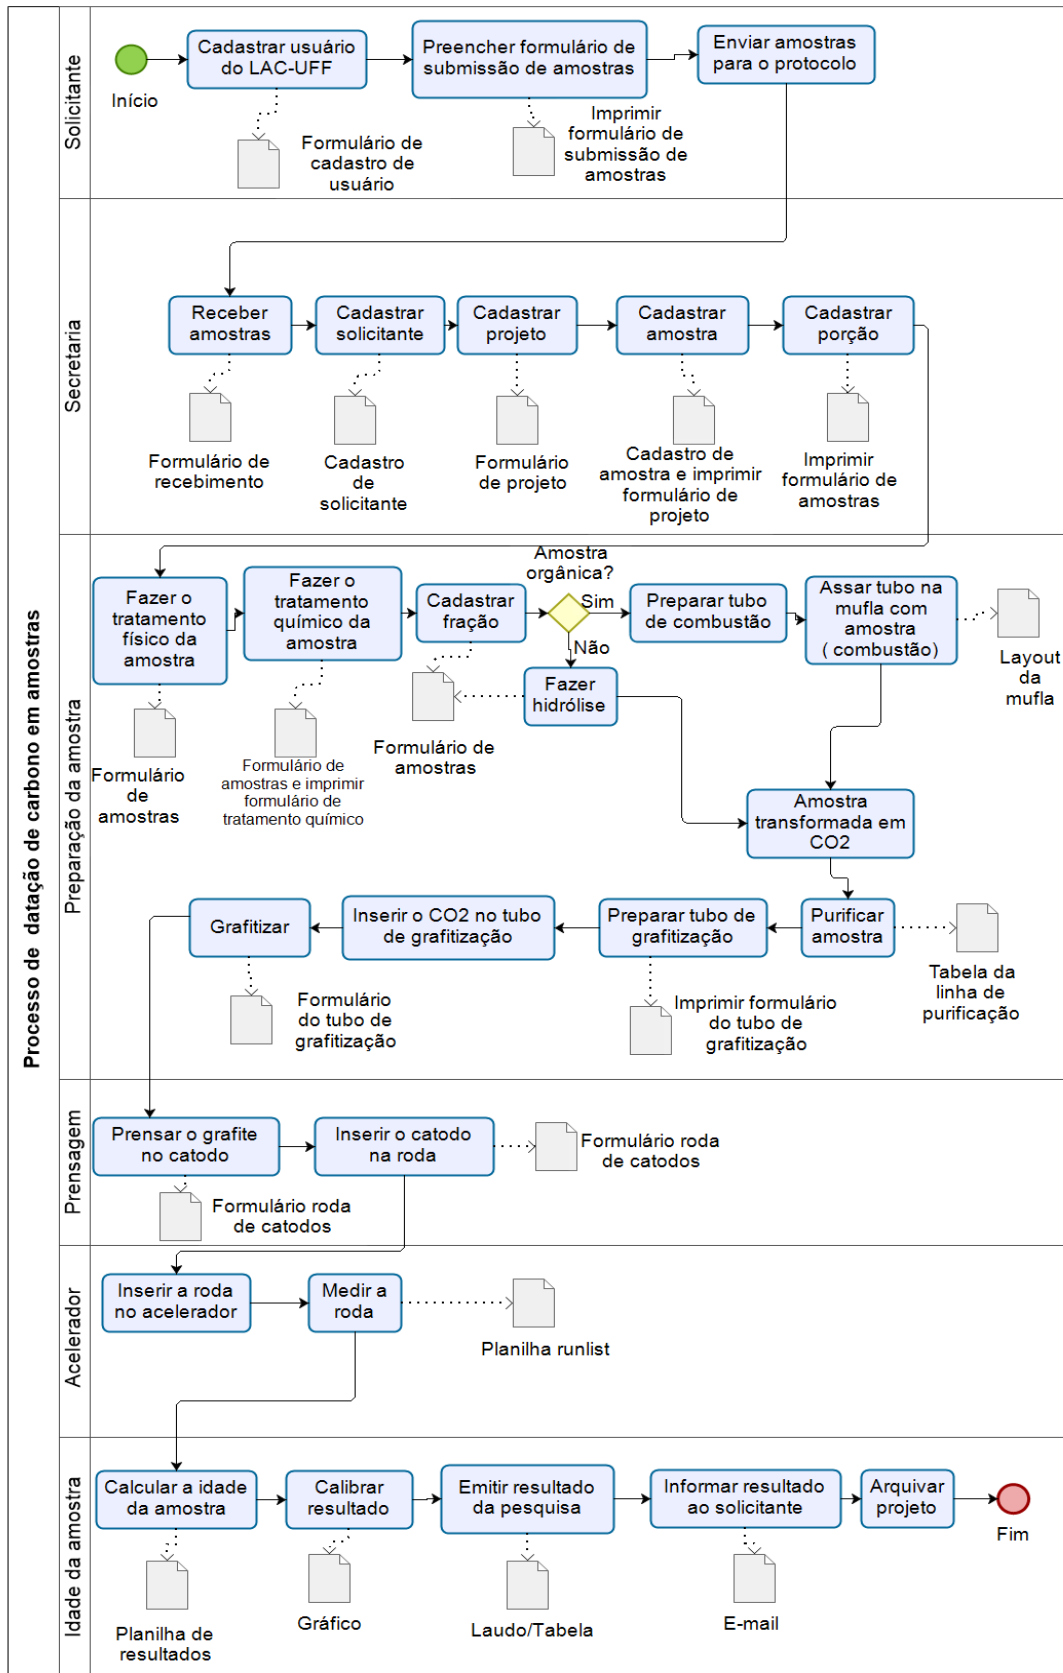 Processo de datação de carbono em amostras
Solicitante
Início
Cadastrar usuário
do LAC-UFF
Preencher formulário de
submissão de amostras
Enviar amostras
para o protocolo
Formulário de
cadastro de
usuário
Imprimir
formulário de
submissão de
amostras
Secretaria
Receber
amostras
Cadastrar
solicitante
Cadastrar
projeto
Cadastrar
amostra
Cadastrar
porção
Formulário de
recebimento
Cadastro
de
solicitante
Formulário
de projeto
Cadastro de
amostra e imprimir
formulário de
projeto
Imprimir
formulário de
amostras
Preparação da amostra
Fazer o
tratamento
físico da
amostra
Fazer o
tratamento
químico da
amostra
Cadastrar
fração
Amostra
orgânica?
Sim
Não
Preparar tubo
de combustão
Assar tubo na
mufla com
amostra
( combustão)
Layout
da
mufla
Fazer
hidrólise
Formulário
de
amostras
Formulário de
amostras e imprimir
formulário de
tratamento químico
Formulário de
amostras
Amostra
transformada em
CO2
Purificar
amostra
Preparar tubo de
grafitização
Inserir o CO2 no tubo
de grafitização
Grafitizar
Formulário
do tubo de
grafitização
Imprimir formulário
do tubo de
grafitização
Tabela da
linha de
purificação
Prensagem
Prensar o grafite
no catodo
Inserir o catodo
na roda
Formulário roda
de catodos
Formulário roda
de catodos
Acelerador
Inserir a roda
no acelerador
Medir a
roda
Planilha runlist
Idade da amostra
Calcular a idade
da amostra
Calibrar
resultado
Emitir resultado
da pesquisa
Informar resultado
ao solicitante
Arquivar
projeto
Fim
Planilha de
resultados
Gráfico
Laudo/Tabela
E-mail